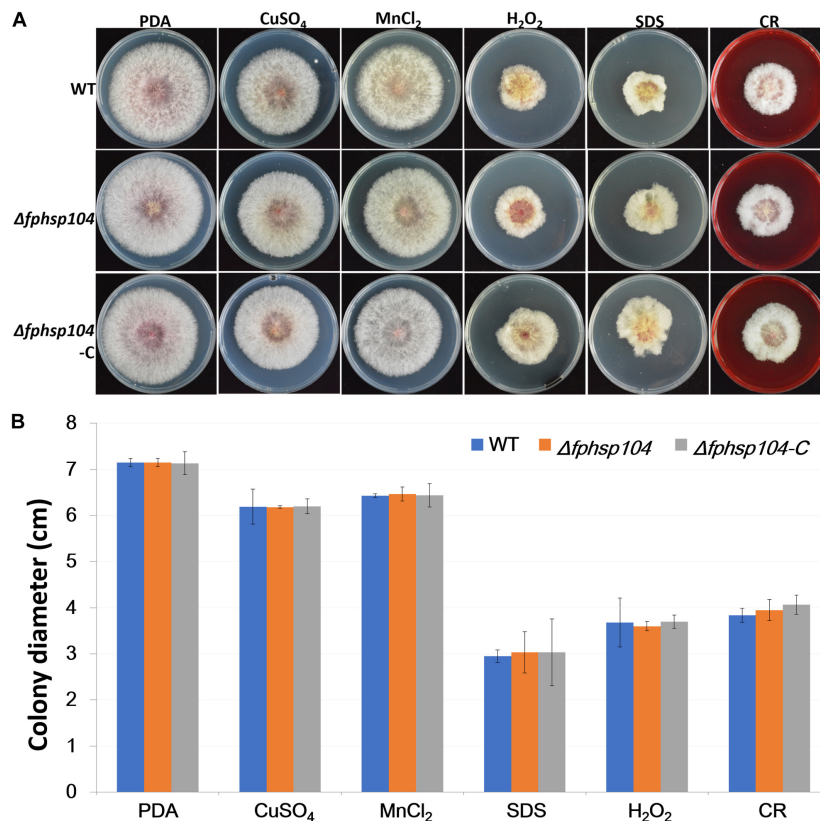 A
PDA CuSO₄ MnCl₂ H₂O₂ SDS CR
WT
Δfphsp104
Δfphsp104
-C
B
8
7
6
5
4
3
2
1
0
Colony diameter (cm)
WT Δfphsp104 Δfphsp104-C
PDA CuSO₄ MnCl₂ SDS H₂O₂ CR